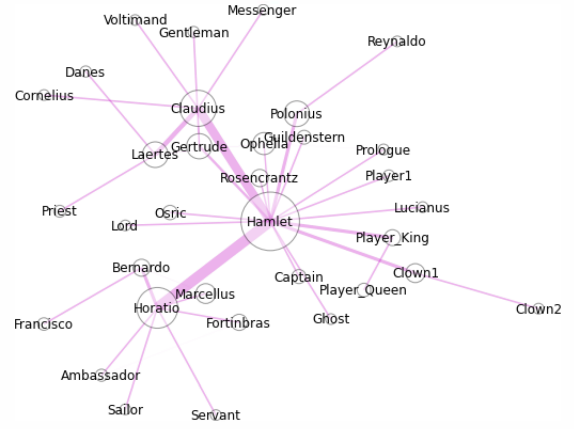 Messenger
Voltimand
Gentleman
Reynaldo
Danes
Cornelius
Claudius
Polonius
Guildenstern
Ophelia
Gertrude
Laertes
Prologue
Player1
Rosencrantz
Priest
Osric
Lord
Hamlet
Lucianus
Player_King
Bernardo
Captain
Clown1
Player_Queen
Marcellus
Horatio
Clown2
Francisco
Fortinbras
Ghost
Ambassador
Sailor
Servant